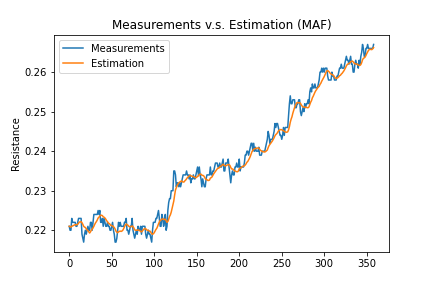 Measurements v.s. Estimation (MAF)
Measurements
Estimation
Resistance
0.26
0.25
0.24
0.23
0.22
0 50 100 150 200 250 300 350